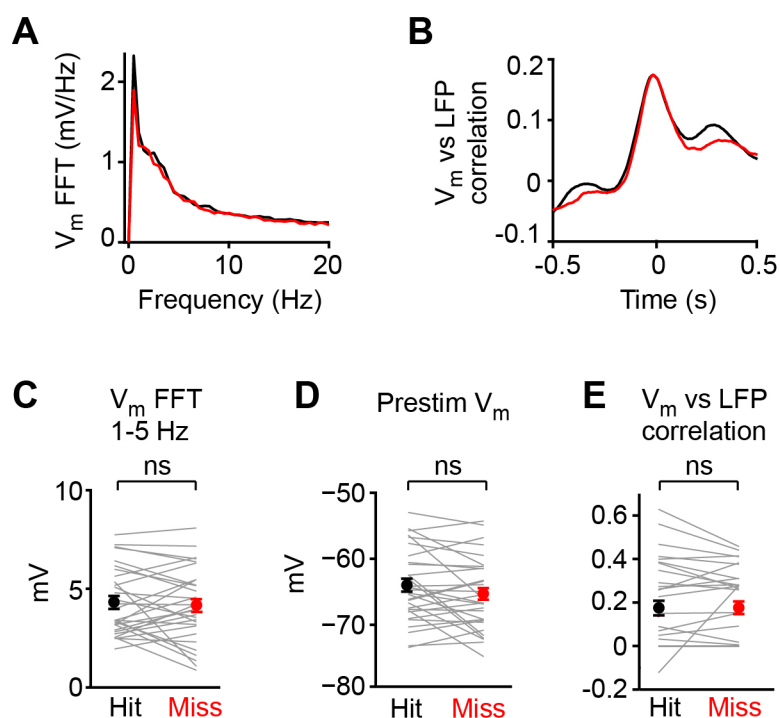 A
Vm FFT (mV/Hz)
2
1
0
0
10
20
Frequency (Hz)
B
Vm vs LFP
correlation
0.2
0.1
0
-0.1
-0.5
0
0.5
Time (s)
C
Vm FFT
1-5 Hz
ns
mV
10
5
0
Hit
Miss
D
Prestim Vm
ns
mV
−50
−60
−70
−80
Hit
Miss
E
Vm vs LFP
correlation
ns
0.6
0.4
0.2
0
-0.2
Hit
Miss